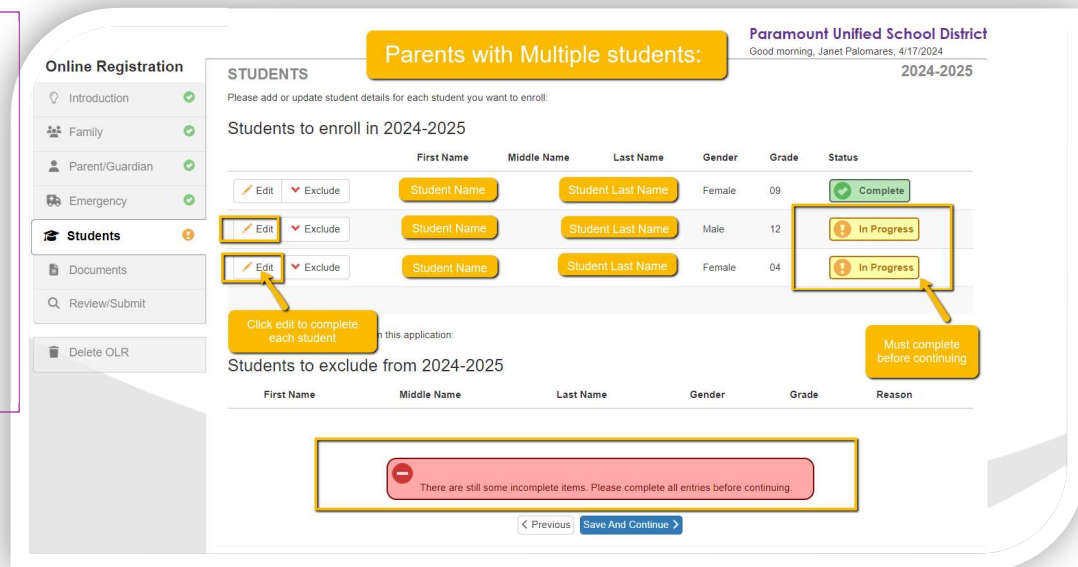 Paramount Unified School District
Good morning, Janet Palomares, 4/17/2024
Parents with Multiple students:
2024-2025
Online Registration
Introduction
Family
Parent/Guardian
Emergency
Students
Documents
Review/Submit
Delete OLR
STUDENTS
Please add or update student details for each student you want to enroll:
Students to enroll in 2024-2025
First Name Middle Name Last Name Gender Grade Status
Edit Exclude Student Name Student Last Name Female 09 Complete
Edit Exclude Student Name Student Last Name Male 12 In Progress
Edit Exclude Student Name Student Last Name Female 04 In Progress
Click edit to complete
each student
this application:
Must complete
before continuing
Students to exclude from 2024-2025
First Name Middle Name Last Name Gender Grade Reason
There are still some incomplete items. Please complete all entries before continuing.
Previous Save And Continue